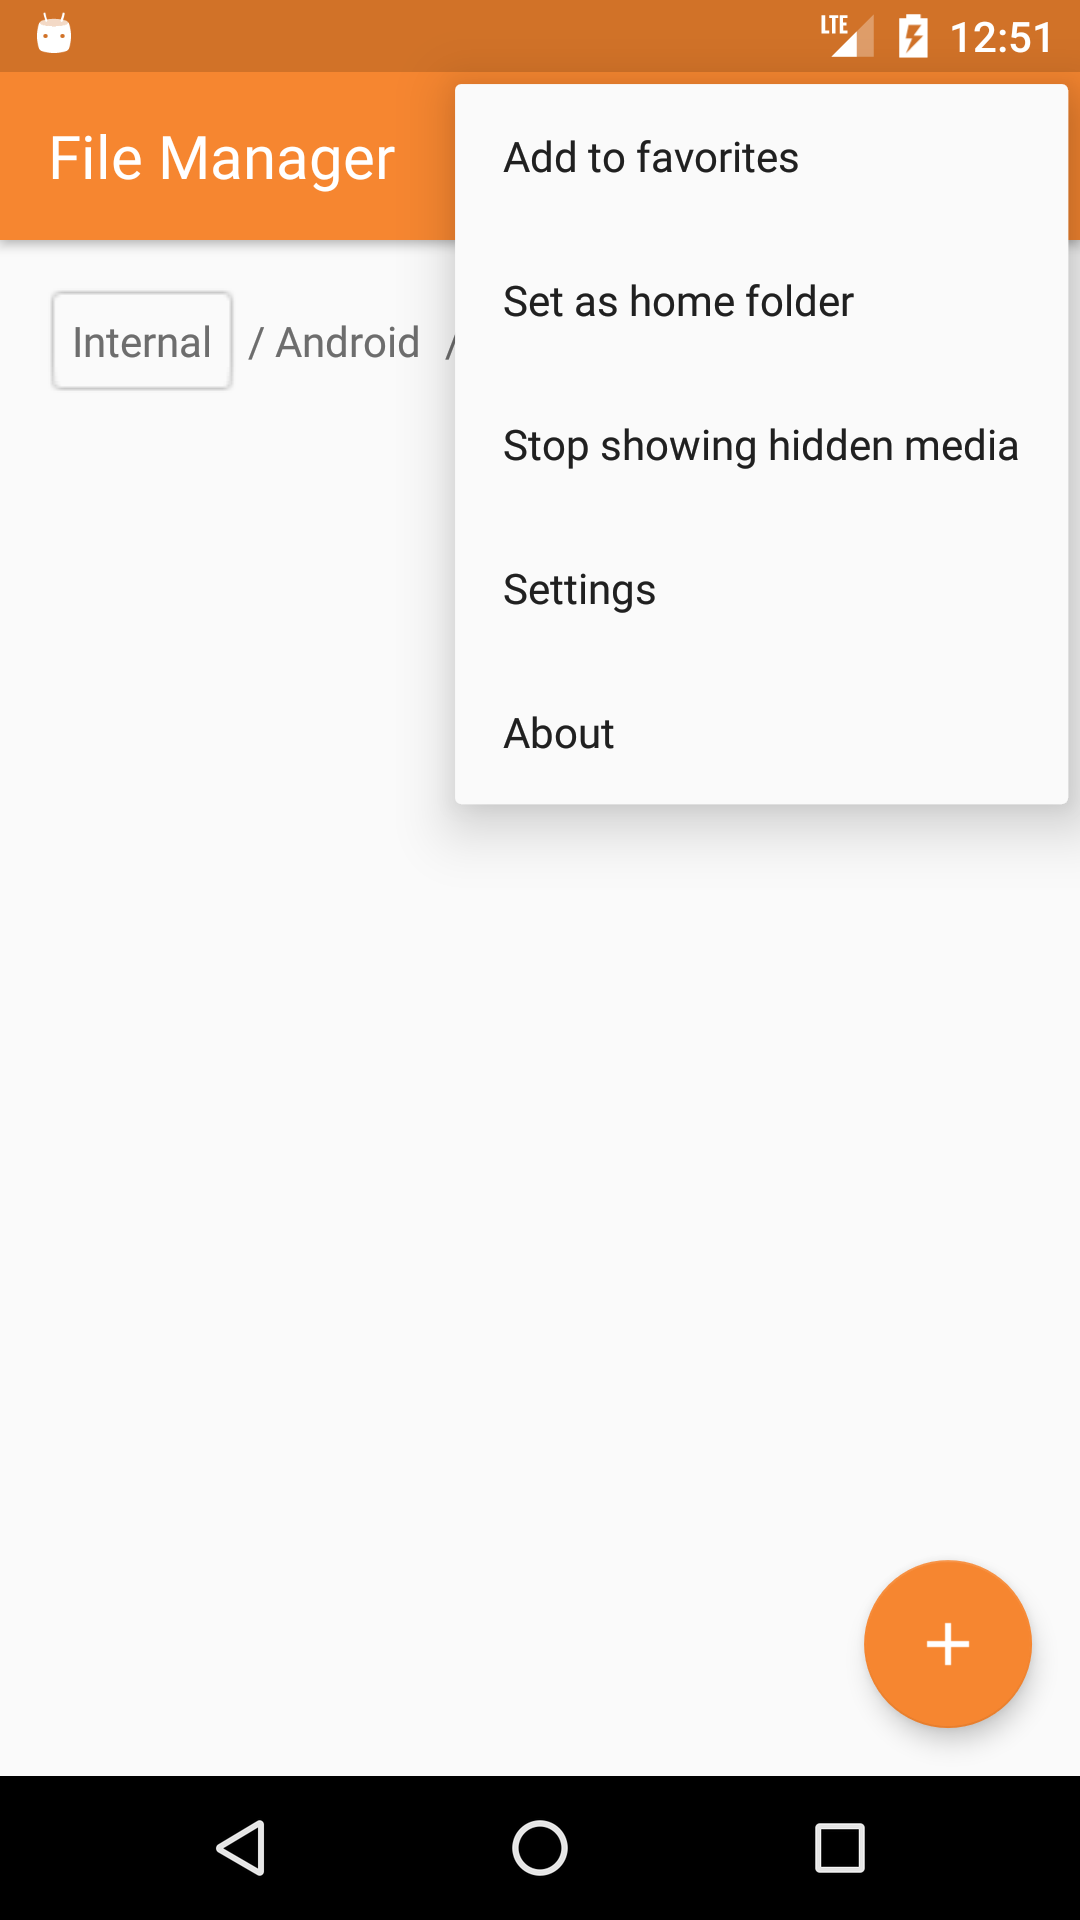 LTE 12:51
File Manager
Add to favorites
Set as home folder
Internal / Android /
Stop showing hidden media
Settings
About